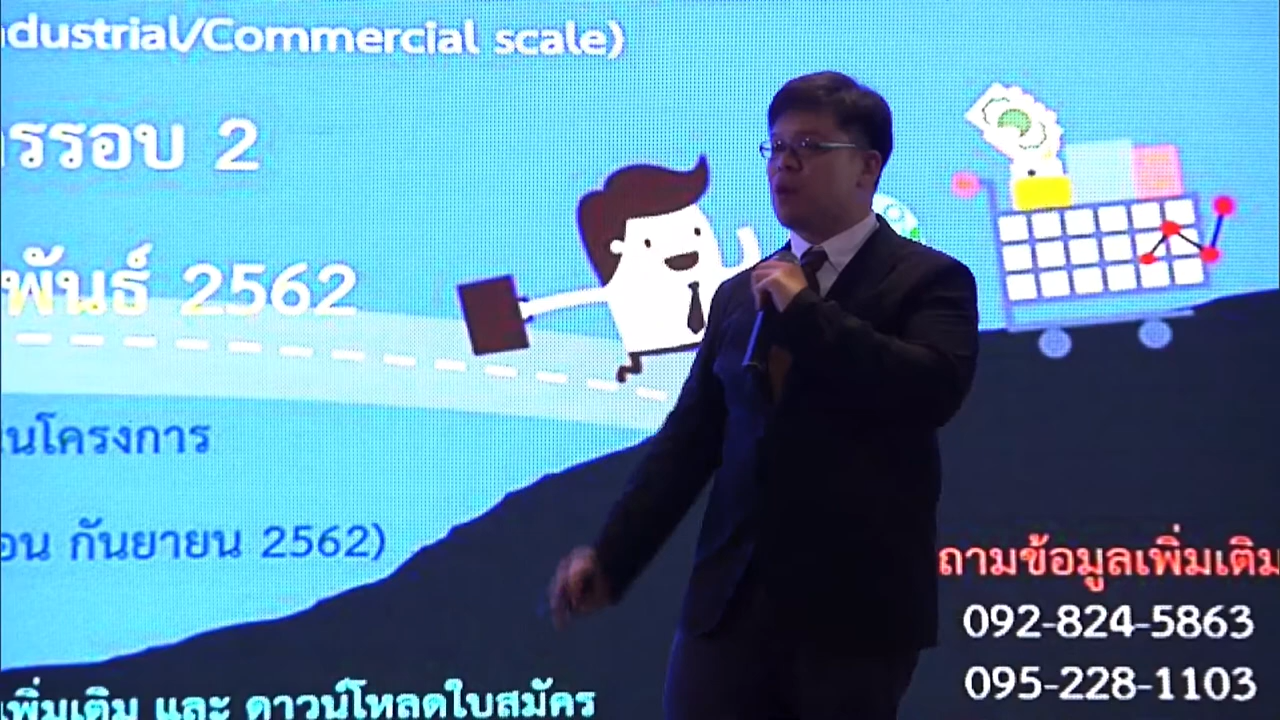 ndustrial/Commercial scale)
รรอบ 2
พันธ์ 2562
นโครงการ
อน กันยายน 2562)
ถามข้อมูลเพิ่มเติม
092-824-5863
095-228-1103
เพิ่มเติม และ ดาวน์โหลดใบสมัคร